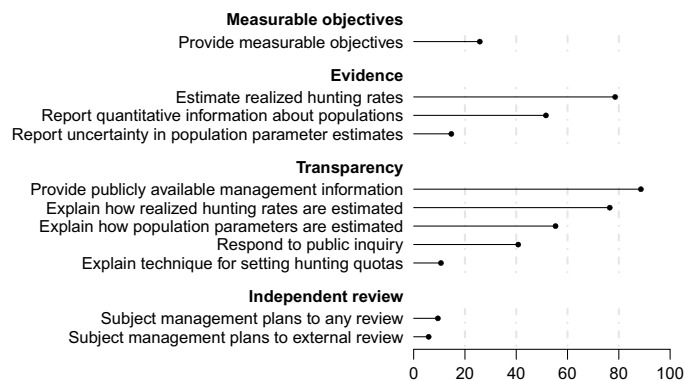 Measurable objectives
Provide measurable objectives
Evidence
Estimate realized hunting rates
Report quantitative information about populations
Report uncertainty in population parameter estimates
Transparency
Provide publicly available management information
Explain how realized hunting rates are estimated
Explain how population parameters are estimated
Respond to public inquiry
Explain technique for setting hunting quotas
Independent review
Subject management plans to any review
Subject management plans to external review
0 20 40 60 80 100